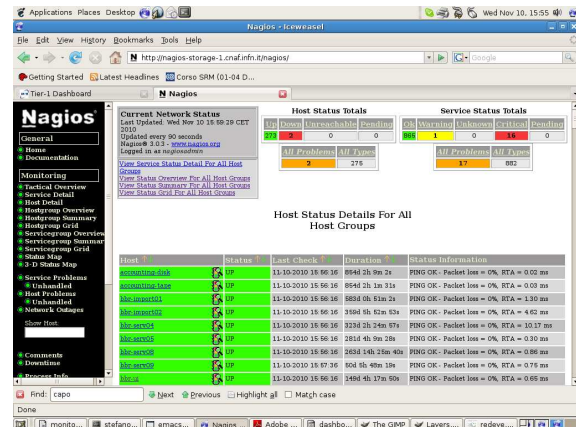 Applications Places Desktop
Wed Nov 10, 15:55
Nagios - Iceweasel
File Edit View History Bookmarks Tools Help
http://nagios-storage-1.cnaf.infn.it/nagios/
Google
Getting Started Latest Headlines Corso SRM (01-04 D...
Tier-1 Dashboard
N Nagios
Nagios
General
Home
Documentation
Monitoring
Tactical Overview
Service Detail
Host Detail
Hostgroup Overview
Hostgroup Summary
Hostgroup Grid
Servicegroup Overview
Servicegroup Summar
Servicegroup Grid
Status Map
3-D Status Map
Service Problems
Unhandled
Host Problems
Unhandled
Network Outages
Show Host:
Comments
Downtime
Process Info
Current Network Status
Last Updated: Wed Nov 10 15:59:29 CET
2010
Updated every 90 seconds
Nagios® 3.0.3 - www.nagios.org
Logged in as nagiosadmin
View Service Status Detail For All Host
Groups
View Status Overview For All Host Groups
View Status Summary For All Host Groups
View Status Grid For All Host Groups
Host Status Totals
Up Down Unreachable Pending
273 2 0 0
All Problems All Types
2 275
Service Status Totals
Ok Warning Unknown Critical Pending
865 1 0 16 0
All Problems All Types
17 882
Host Status Details For All
Host Groups
Host Status Last Check Duration Status Information
accounting-disk UP 11-10-2010 15:56:16 854d 2h 9m 2s PING OK - Packet loss = 0%, RTA = 0.02 ms
accounting-tape UP 11-10-2010 15:56:16 854d 2h 1m 31s PING OK - Packet loss = 0%, RTA = 0.03 ms
bbr-import01 UP 11-10-2010 15:56:16 583d 0h 51m 2s PING OK - Packet loss = 0%, RTA = 1.30 ms
bbr-import02 UP 11-10-2010 15:56:16 359d 5h 52m 53s PING OK - Packet loss = 0%, RTA = 4.62 ms
bbr-serv04 UP 11-10-2010 15:56:16 323d 2h 24m 57s PING OK - Packet loss = 0%, RTA = 10.17 ms
bbr-serv05 UP 11-10-2010 15:56:16 281d 4h 9m 28s PING OK - Packet loss = 0%, RTA = 0.30 ms
bbr-serv08 UP 11-10-2010 15:56:16 263d 14h 25m 40s PING OK - Packet loss = 0%, RTA = 0.86 ms
bbr-serv09 UP 11-10-2010 15:57:36 50d 5h 48m 19s PING OK - Packet loss = 0%, RTA = 0.75 ms
UP 11-10-2010 15:56:16 149d 4h 17m 50s PING OK - Packet loss = 0%, RTA = 0.65 ms
Find: capo Next Previous Highlight all Match case
Done
monito... stefano... emacs... Nagios ... Adobe ... dashbo... The GIMP Layers,... redeve...